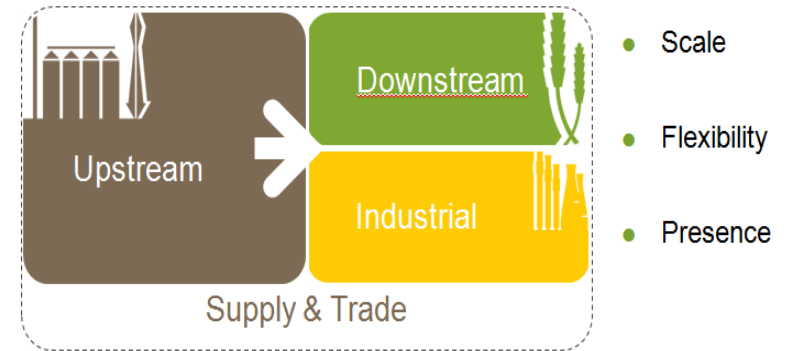 Upstream
Downstream
Industrial
Supply & Trade
Scale
Flexibility
Presence